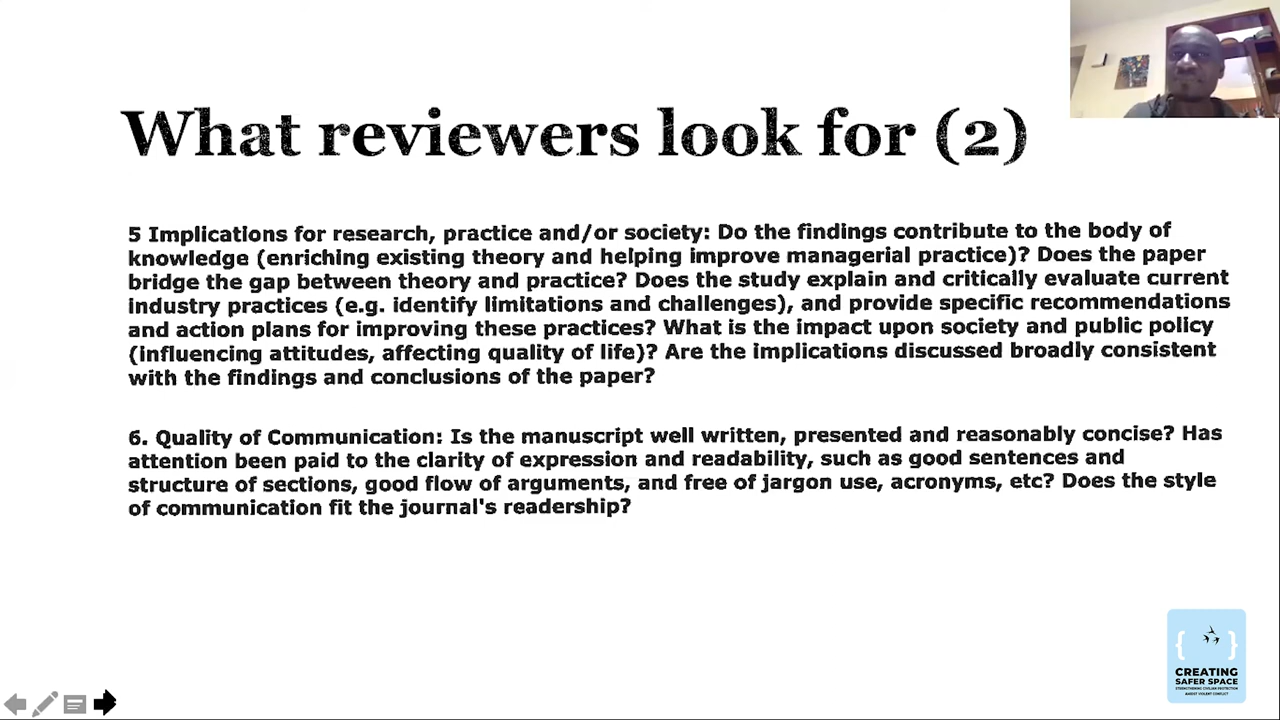 What reviewers look for (2)
5 Implications for research, practice and/or society: Do the findings contribute to the body of
knowledge (enriching existing theory and helping improve managerial practice)? Does the paper
bridge the gap between theory and practice? Does the study explain and critically evaluate current
industry practices (e.g. identify limitations and challenges), and provide specific recommendations
and action plans for improving these practices? What is the impact upon society and public policy
(influencing attitudes, affecting quality of life)? Are the implications discussed broadly consistent
with the findings and conclusions of the paper?
6. Quality of Communication: Is the manuscript well written, presented and reasonably concise? Has
attention been paid to the clarity of expression and readability, such as good sentences and
structure of sections, good flow of arguments, and free of jargon use, acronyms, etc? Does the style
of communication fit the journal's readership?
CREATING
SAFER SPACE
STRENGTHENING CIVILIAN PROTECTION
AMIDST VIOLENT CONFLICT